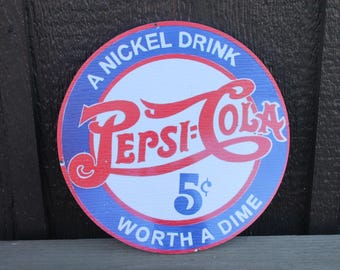 A NICKEL DRINK
PEPSI=COLA
5¢
WORTH A DIME